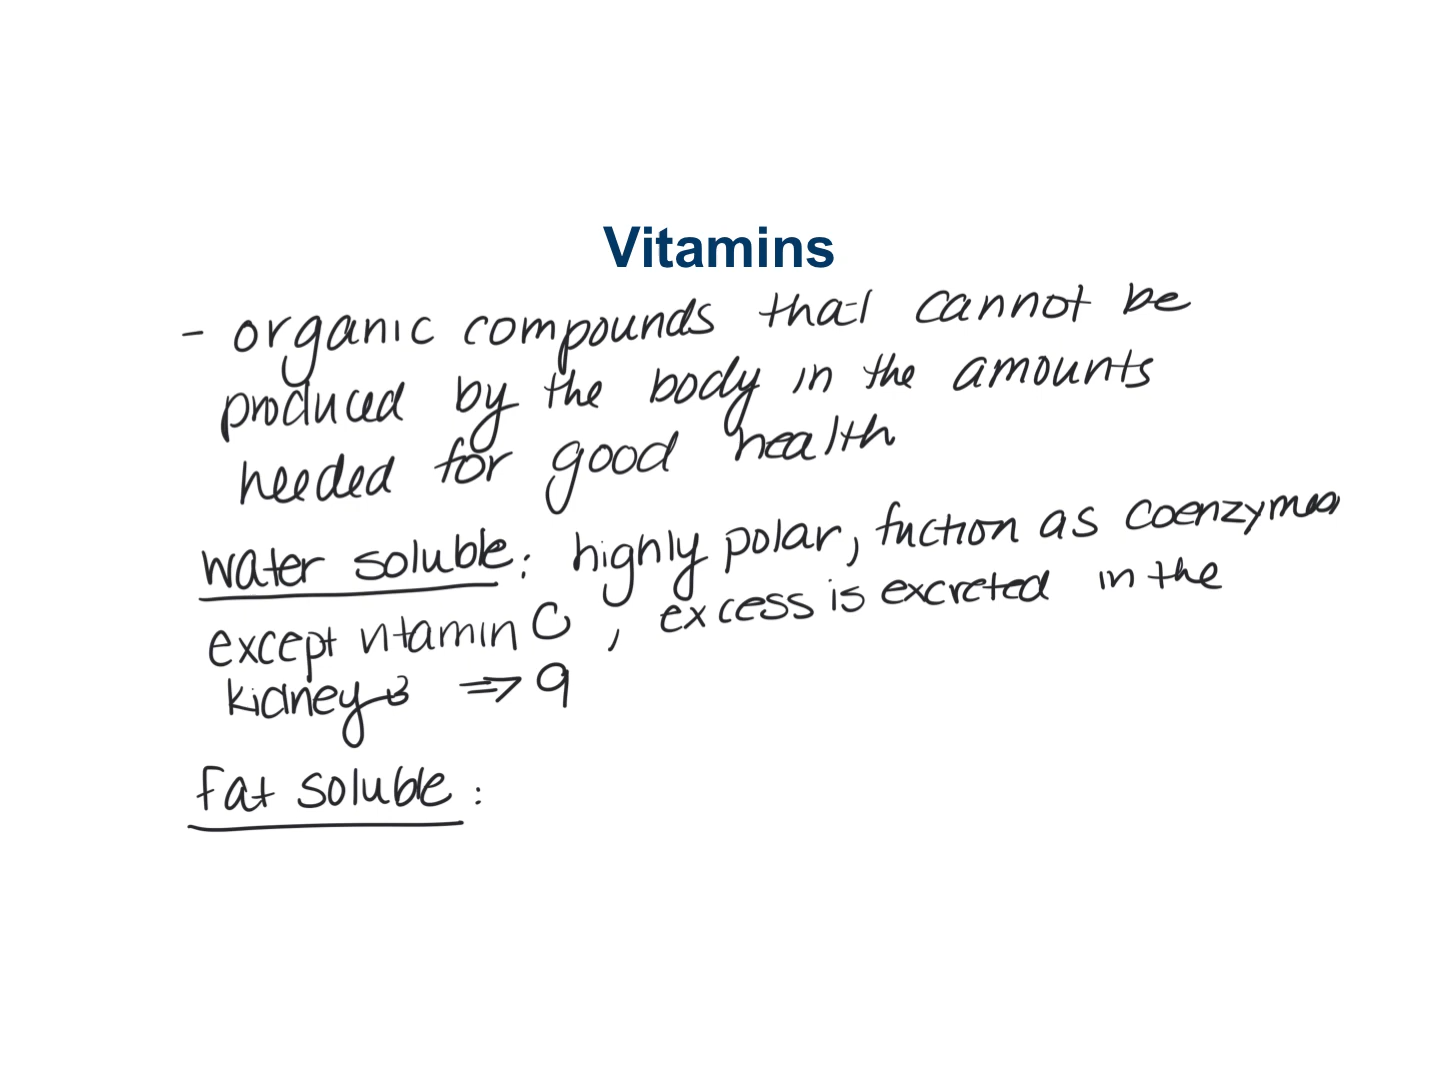 Vitamins
- organic compounds that cannot be
produced by the body in the amounts
needed for good health
water soluble: highly polar, fuction as coenzymes
except vitamin C, excess is excreted in the
kidneys => 9
fat soluble: